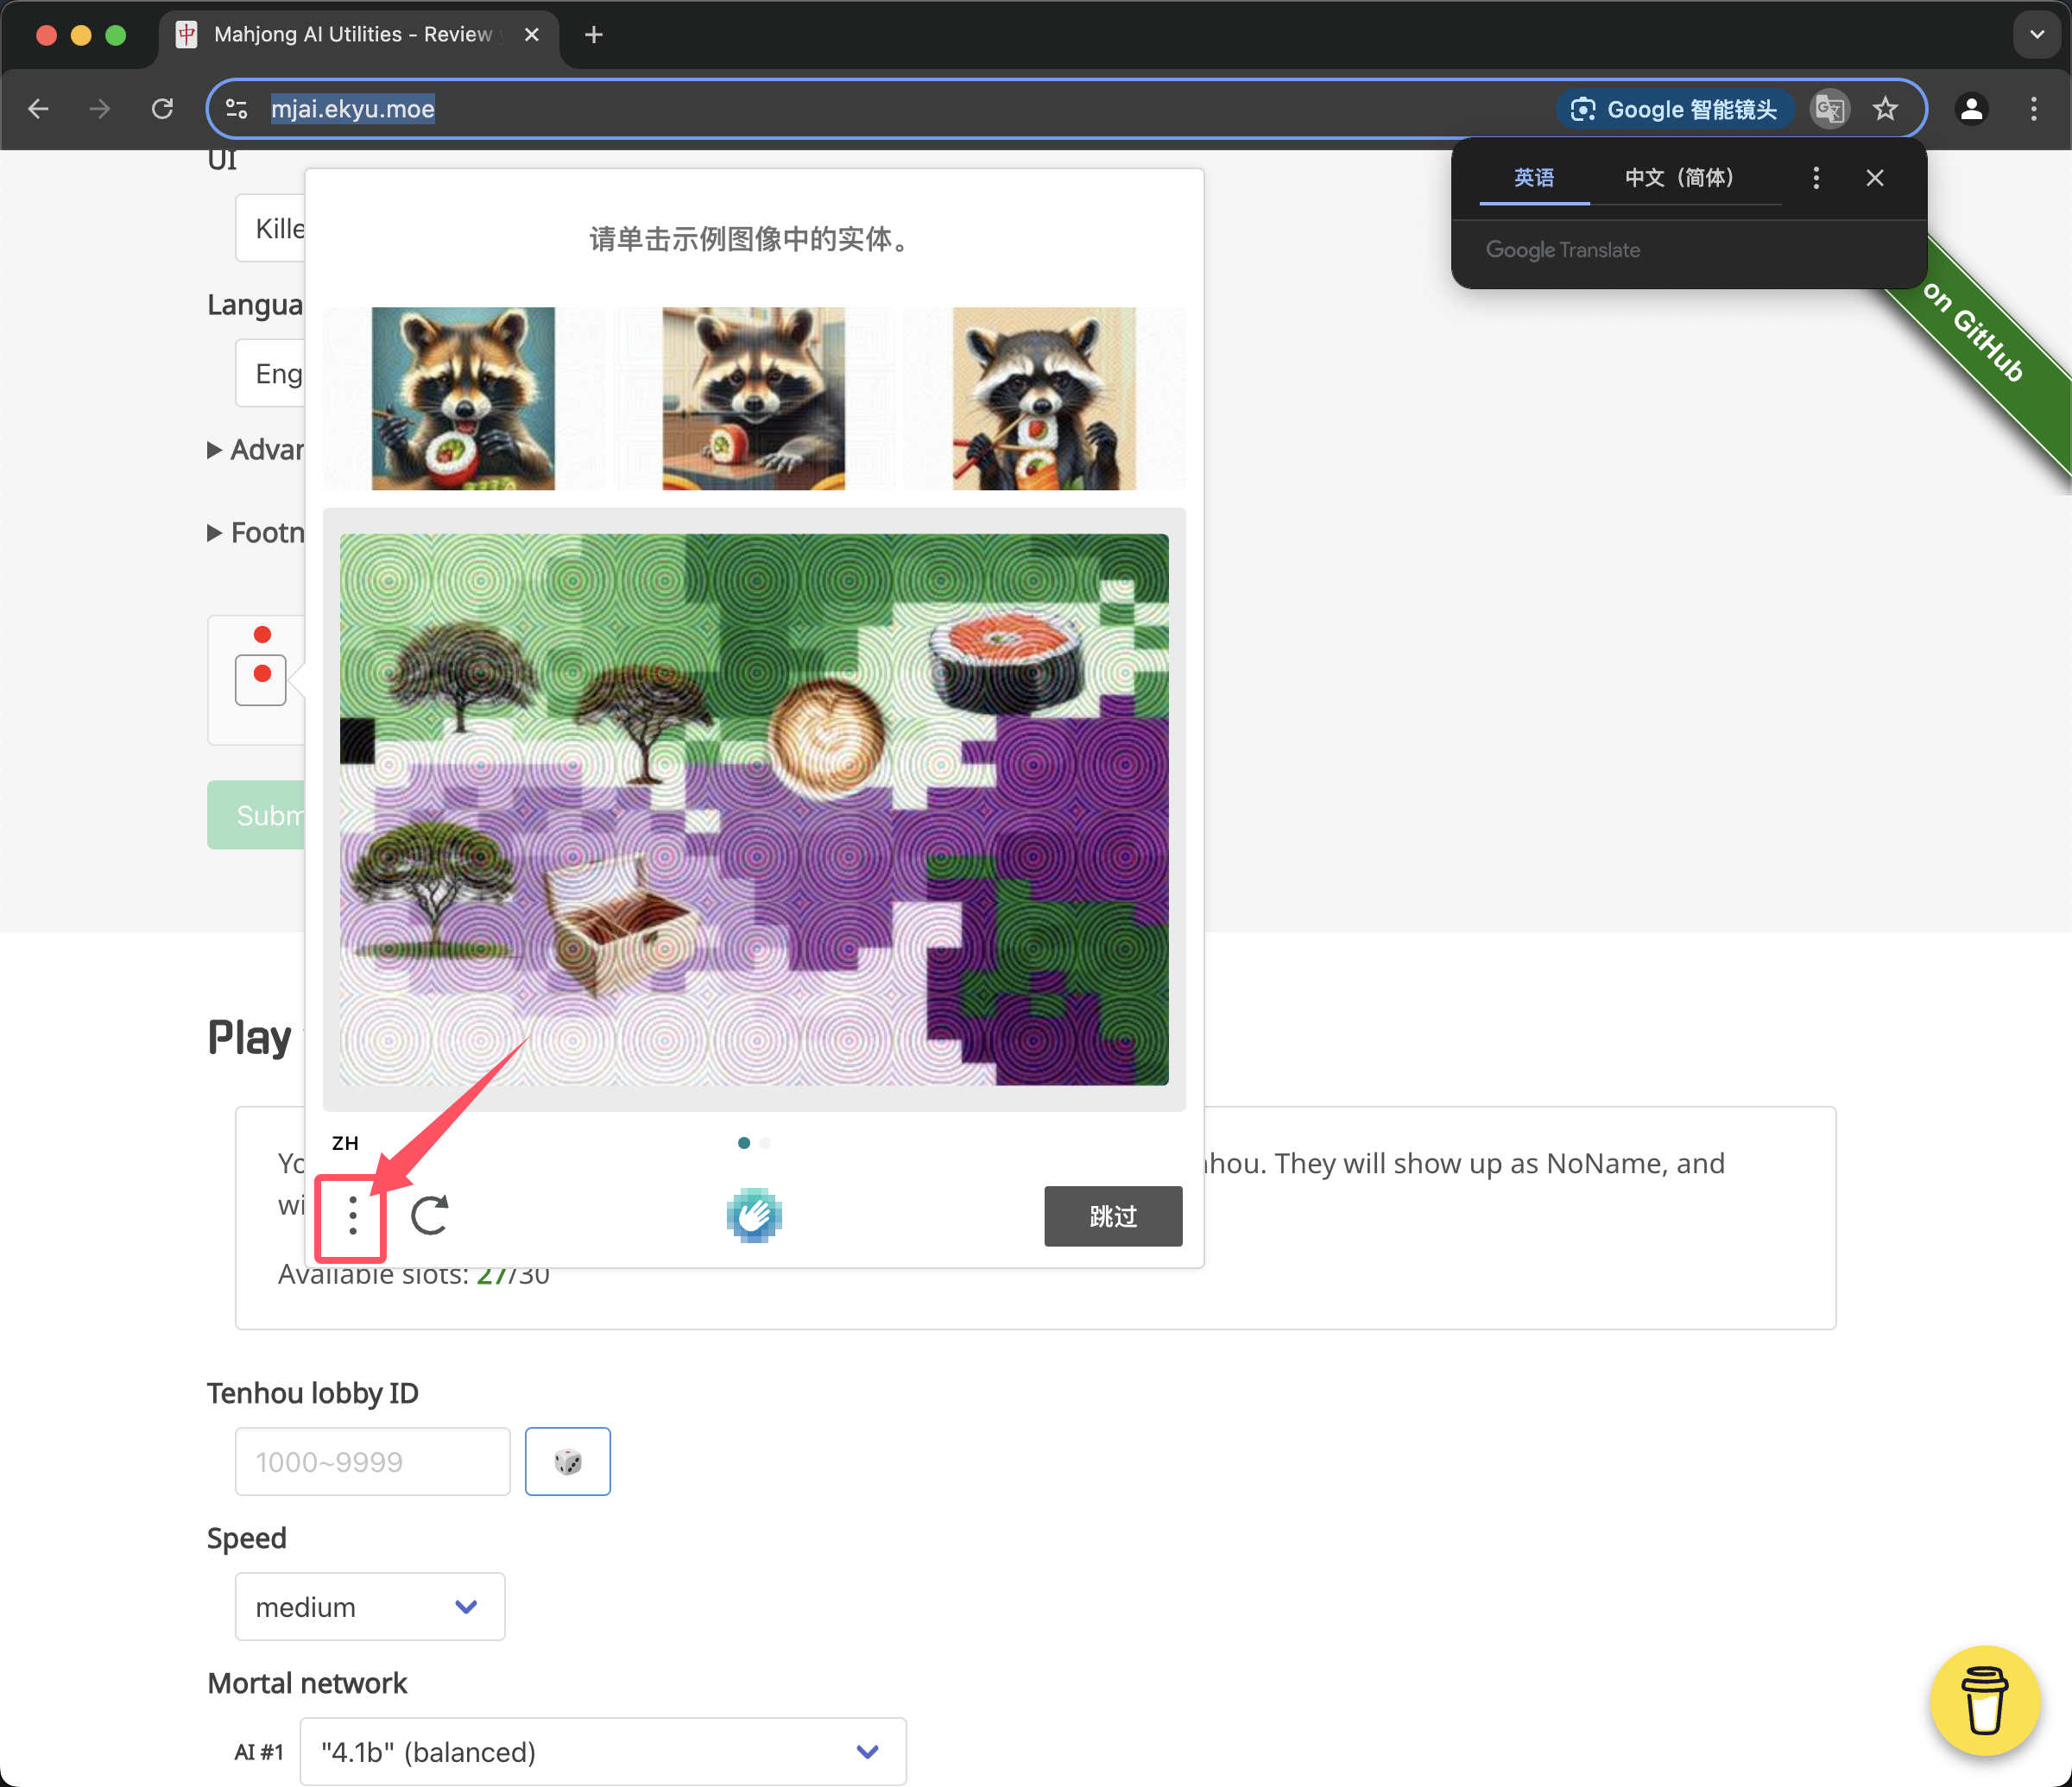 Mahjong AI Utilities - Review
mjai.ekyu.moe
Google 智能镜头
英语
中文（简体）
Google Translate
on GitHub
UI
Kille
Langua
Eng
Advan
Footn
请单击示例图像中的实体。
Subm
Play
ZH
跳过
Yo
hou. They will show up as NoName, and
wi
Available slots: 27/30
Tenhou lobby ID
1000~9999
Speed
medium
Mortal network
AI #1
"4.1b" (balanced)